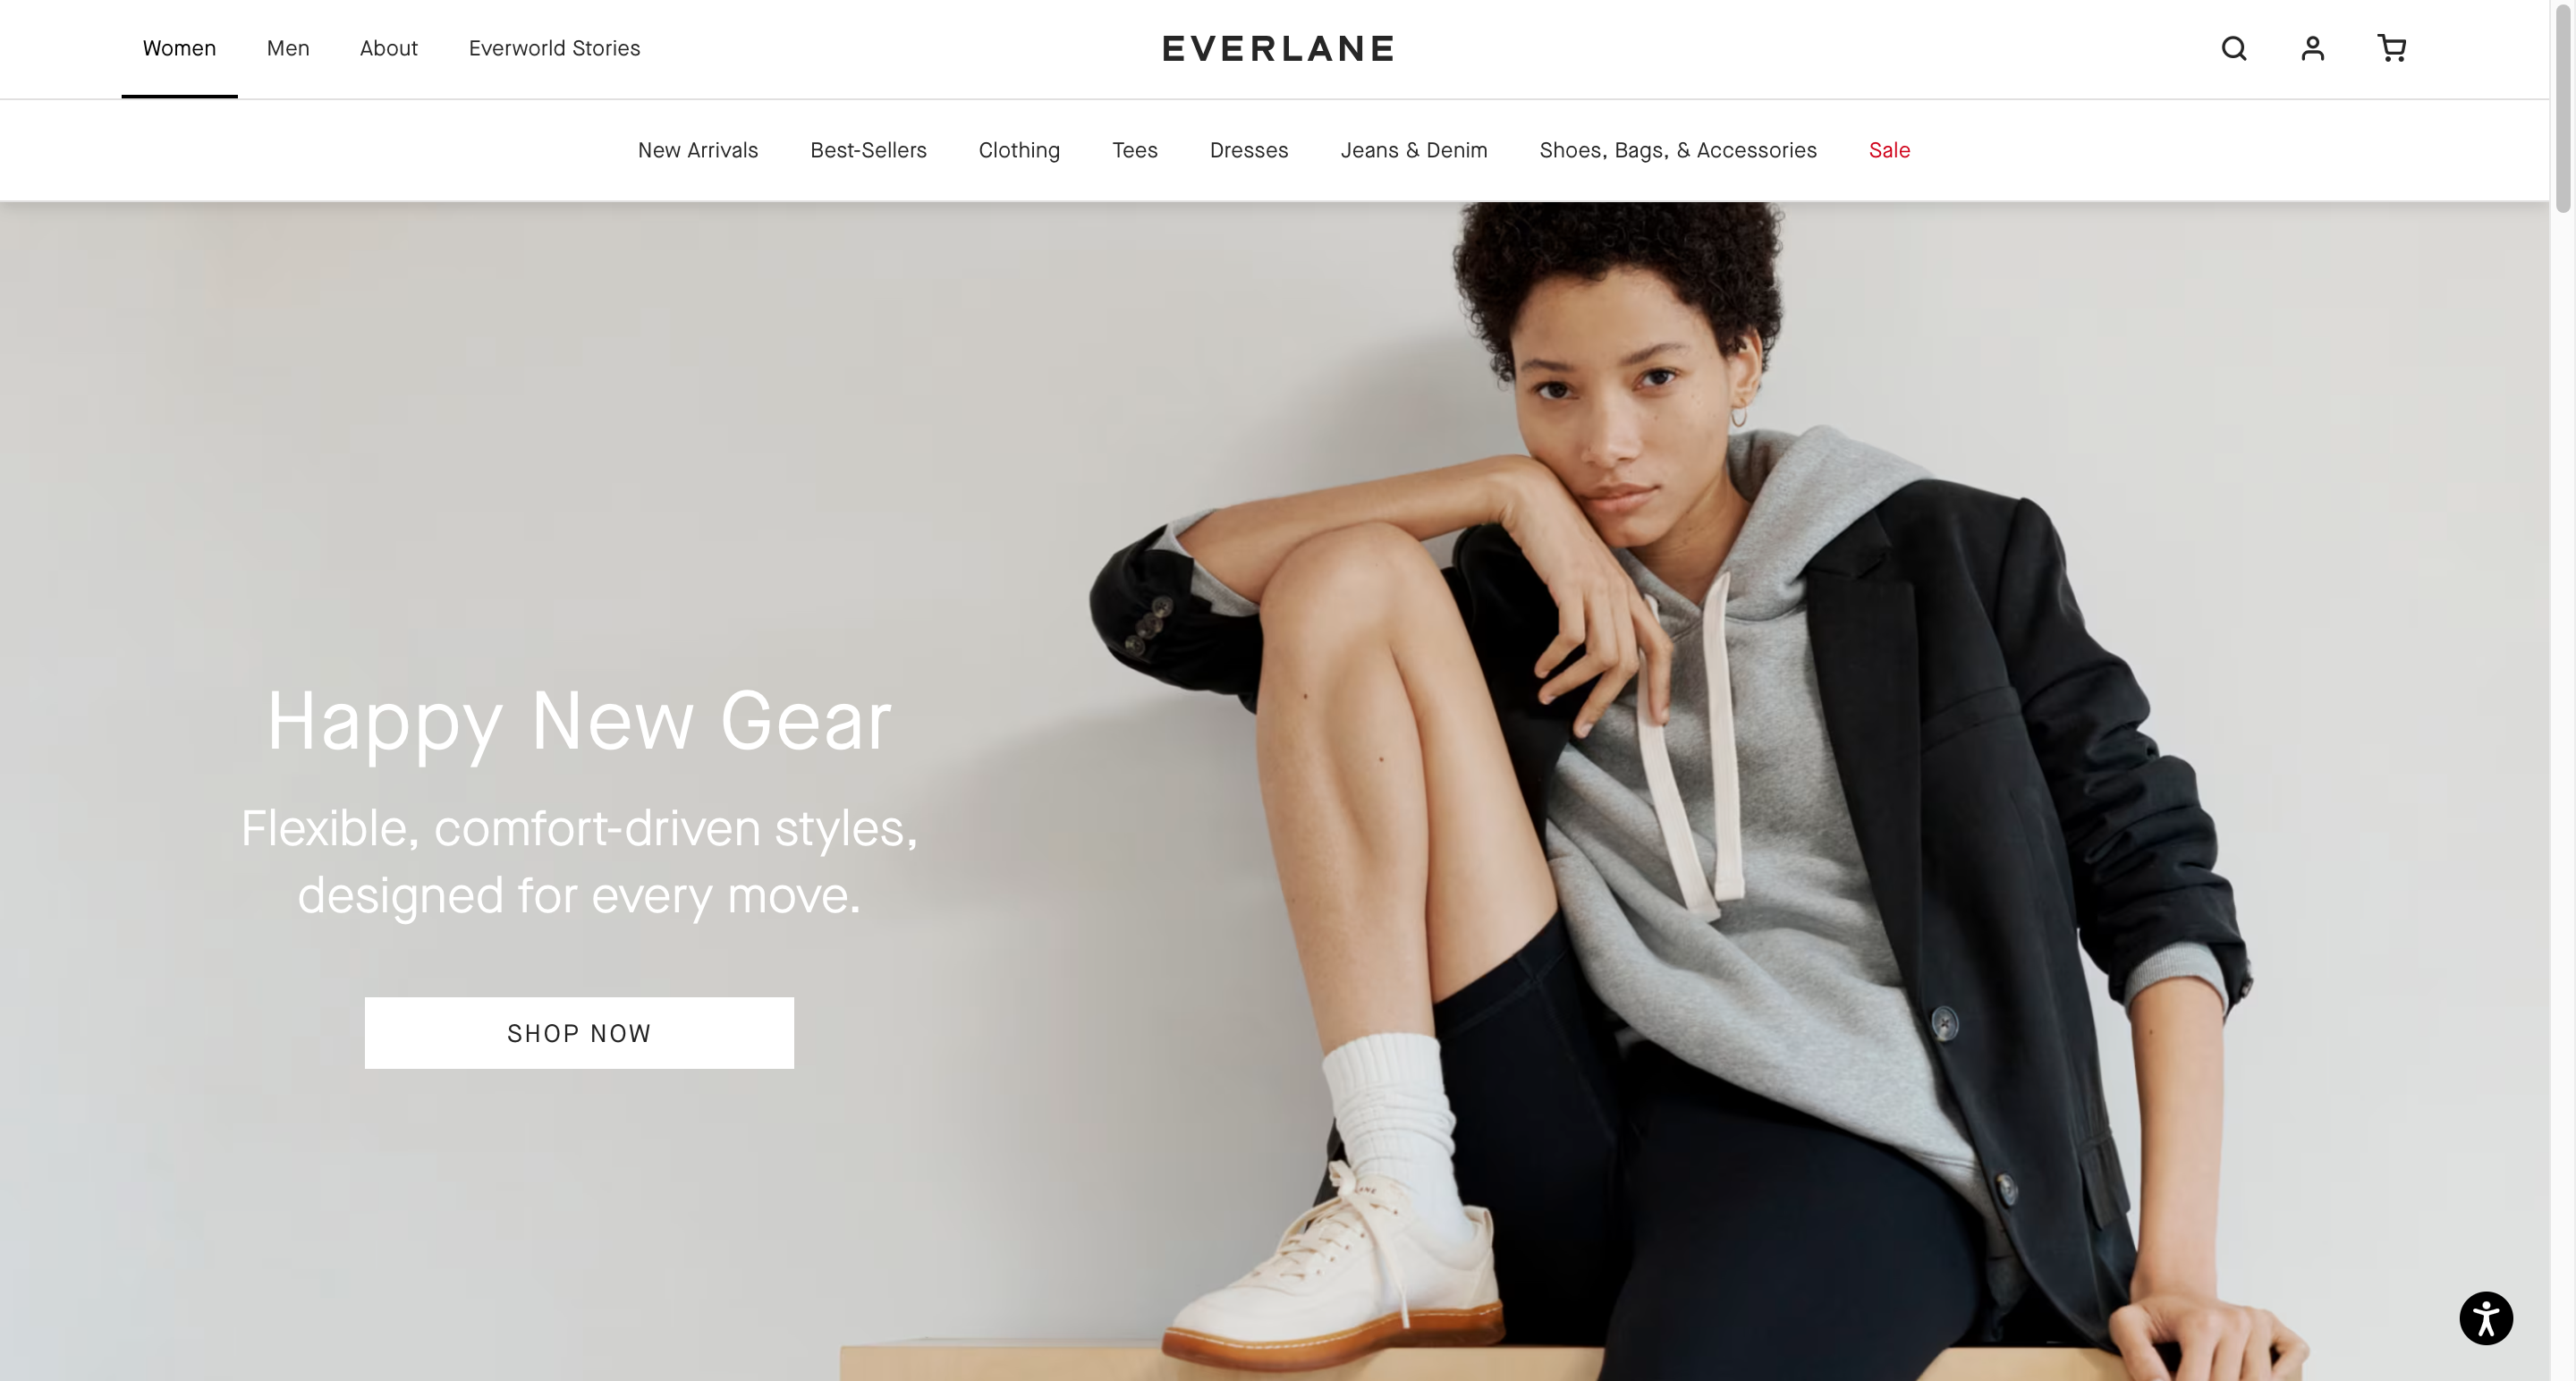 Women Men About Everworld Stories
EVERLANE
New Arrivals Best-Sellers Clothing Tees Dresses Jeans & Denim Shoes, Bags, & Accessories Sale
Happy New Gear
Flexible, comfort-driven styles,
designed for every move.
SHOP NOW